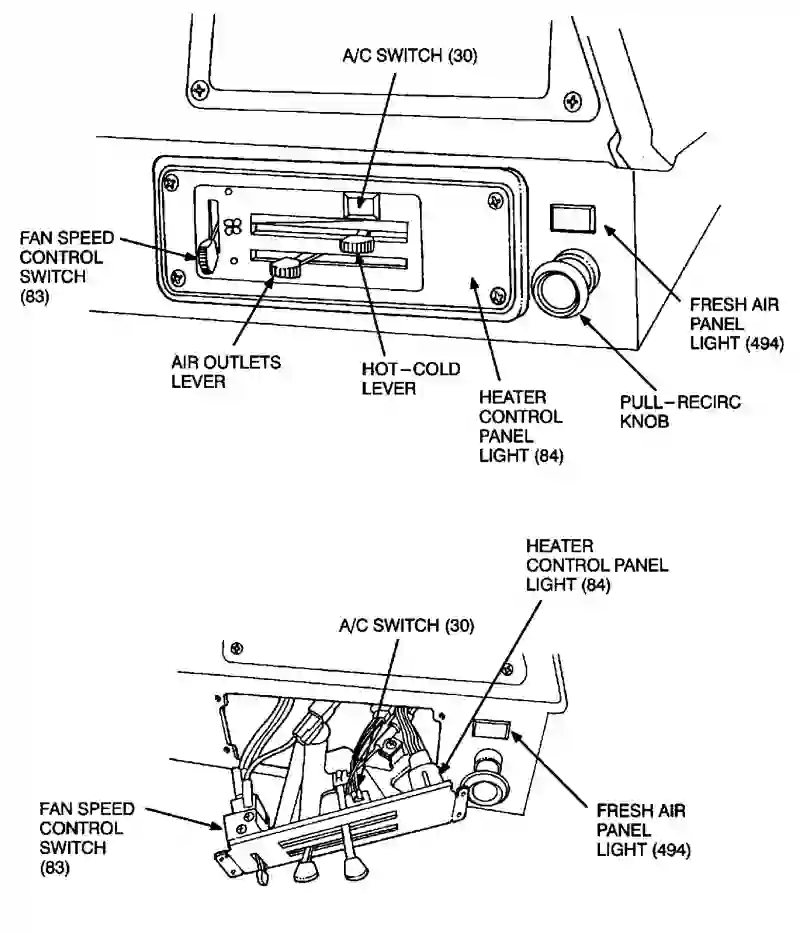 A/C SWITCH (30)
FAN SPEED
CONTROL
SWITCH
(83)
AIR OUTLETS
LEVER
HOT-COLD
LEVER
HEATER
CONTROL
PANEL
LIGHT (84)
FRESH AIR
PANEL
LIGHT (494)
PULL-RECIRC
KNOB
HEATER
CONTROL PANEL
LIGHT (84)
A/C SWITCH (30)
FAN SPEED
CONTROL
SWITCH
(83)
FRESH AIR
PANEL
LIGHT (494)